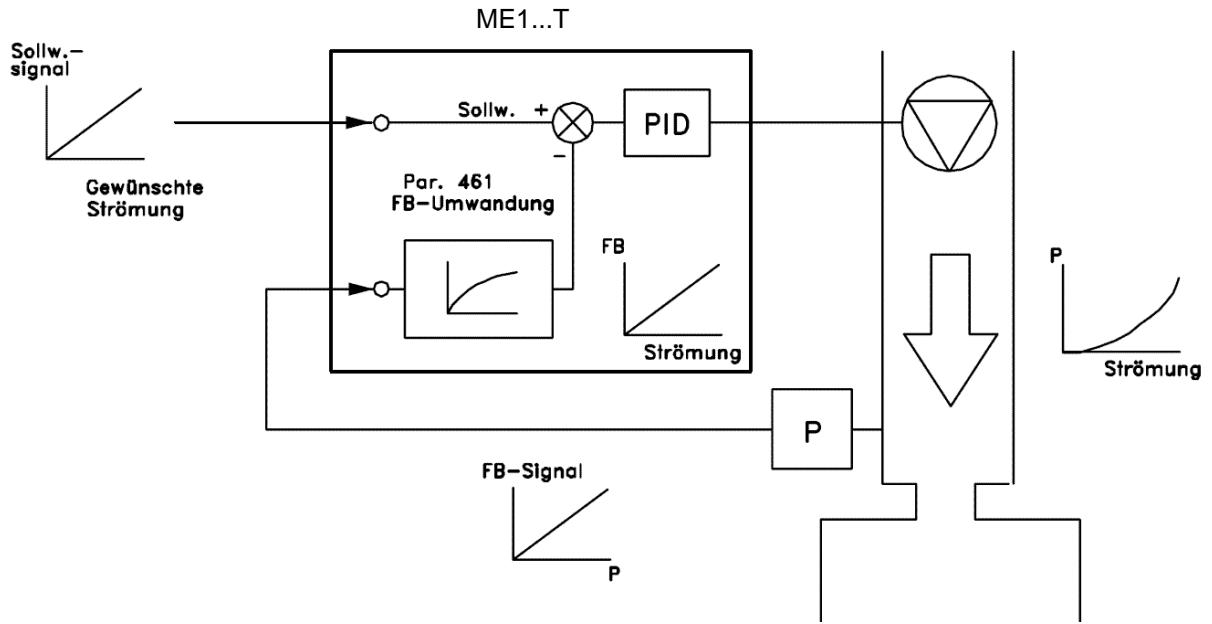 ME1...T
Sollw.-
signal
Gewünschte
Strömung
Sollw. +
-
PID
Par. 461
FB-Umwandung
FB
Strömung
P
Strömung
P
FB-Signal
P